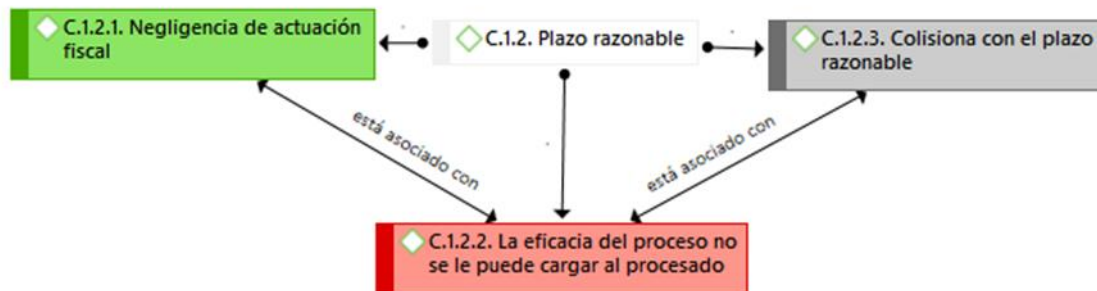 C.1.2.1. Negligencia de actuación
fiscal
C.1.2. Plazo razonable
C.1.2.3. Colisiona con el plazo
razonable
está asociado con
está asociado con
C.1.2.2. La eficacia del proceso no
se le puede cargar al procesado